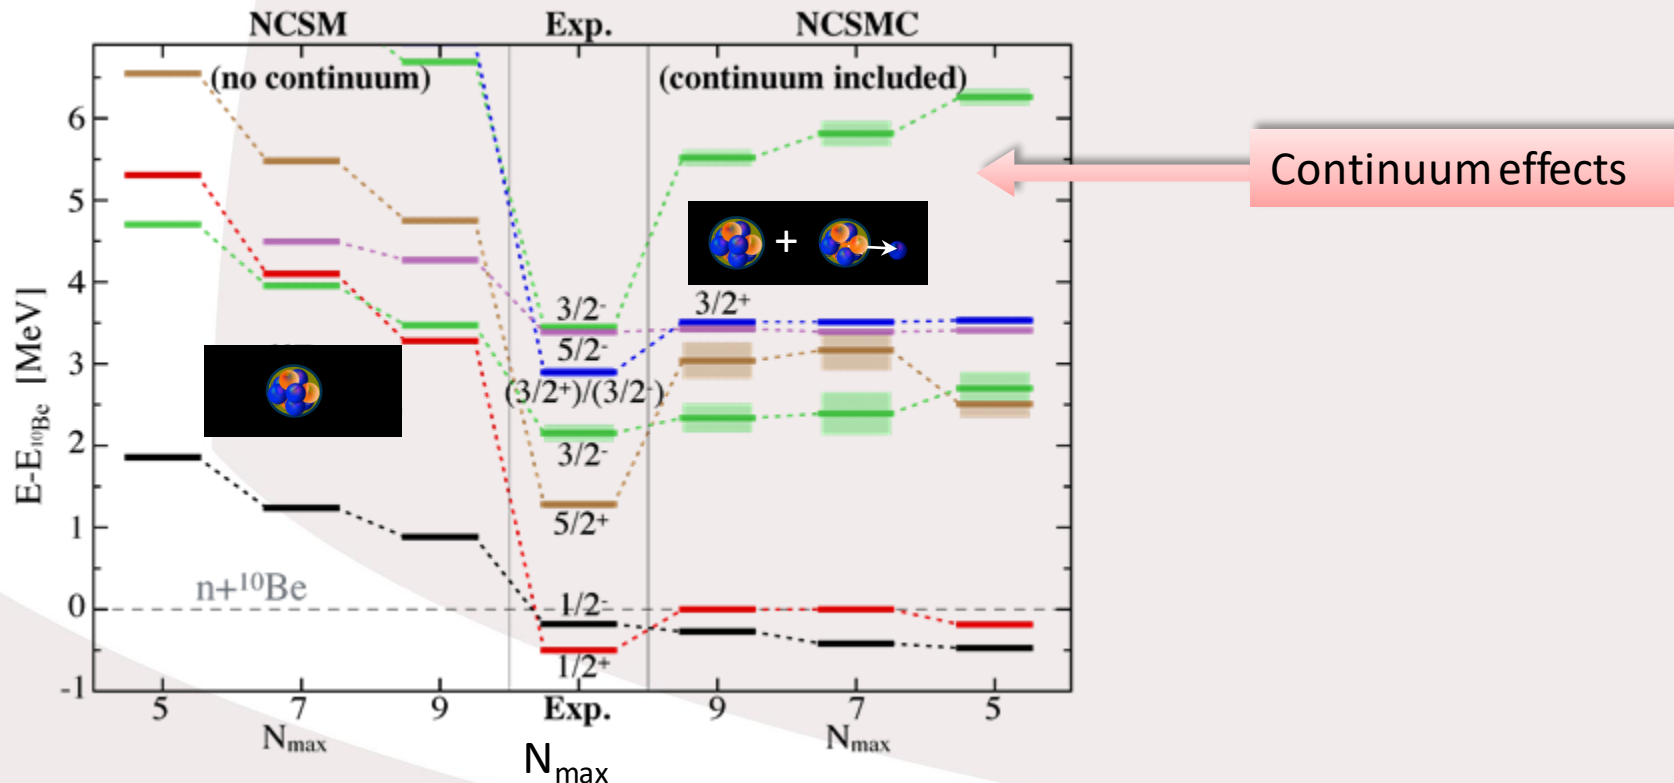 NCSM Exp. NCSMC
(no continuum) (continuum included)
Continuum effects
E-E₁₀Be [MeV]
6
5
4
3
2
1
0
-1
+
3/2⁻
3/2⁺
5/2⁻
(3/2⁺)/(3/2⁻)
3/2⁻
5/2⁺
n+¹⁰Be
1/2⁻
1/2⁺
5 7 9 Exp. 9 7 5
Nmax Nmax
Nmax